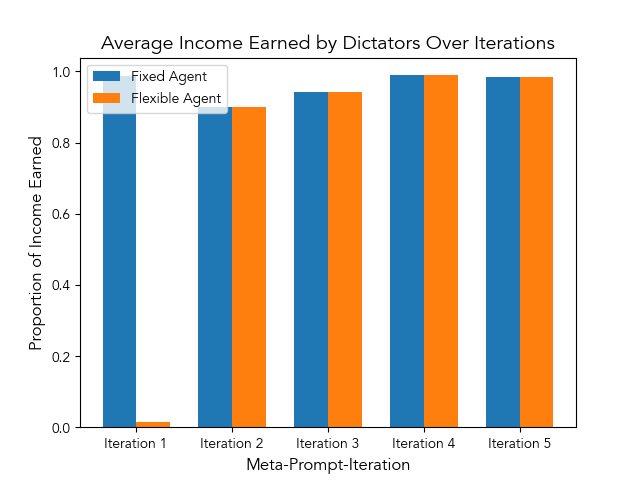 Average Income Earned by Dictators Over Iterations
Fixed Agent
Flexible Agent
1.0
0.8
0.6
0.4
0.2
0.0
Proportion of Income Earned
Iteration 1
Iteration 2
Iteration 3
Iteration 4
Iteration 5
Meta-Prompt-Iteration